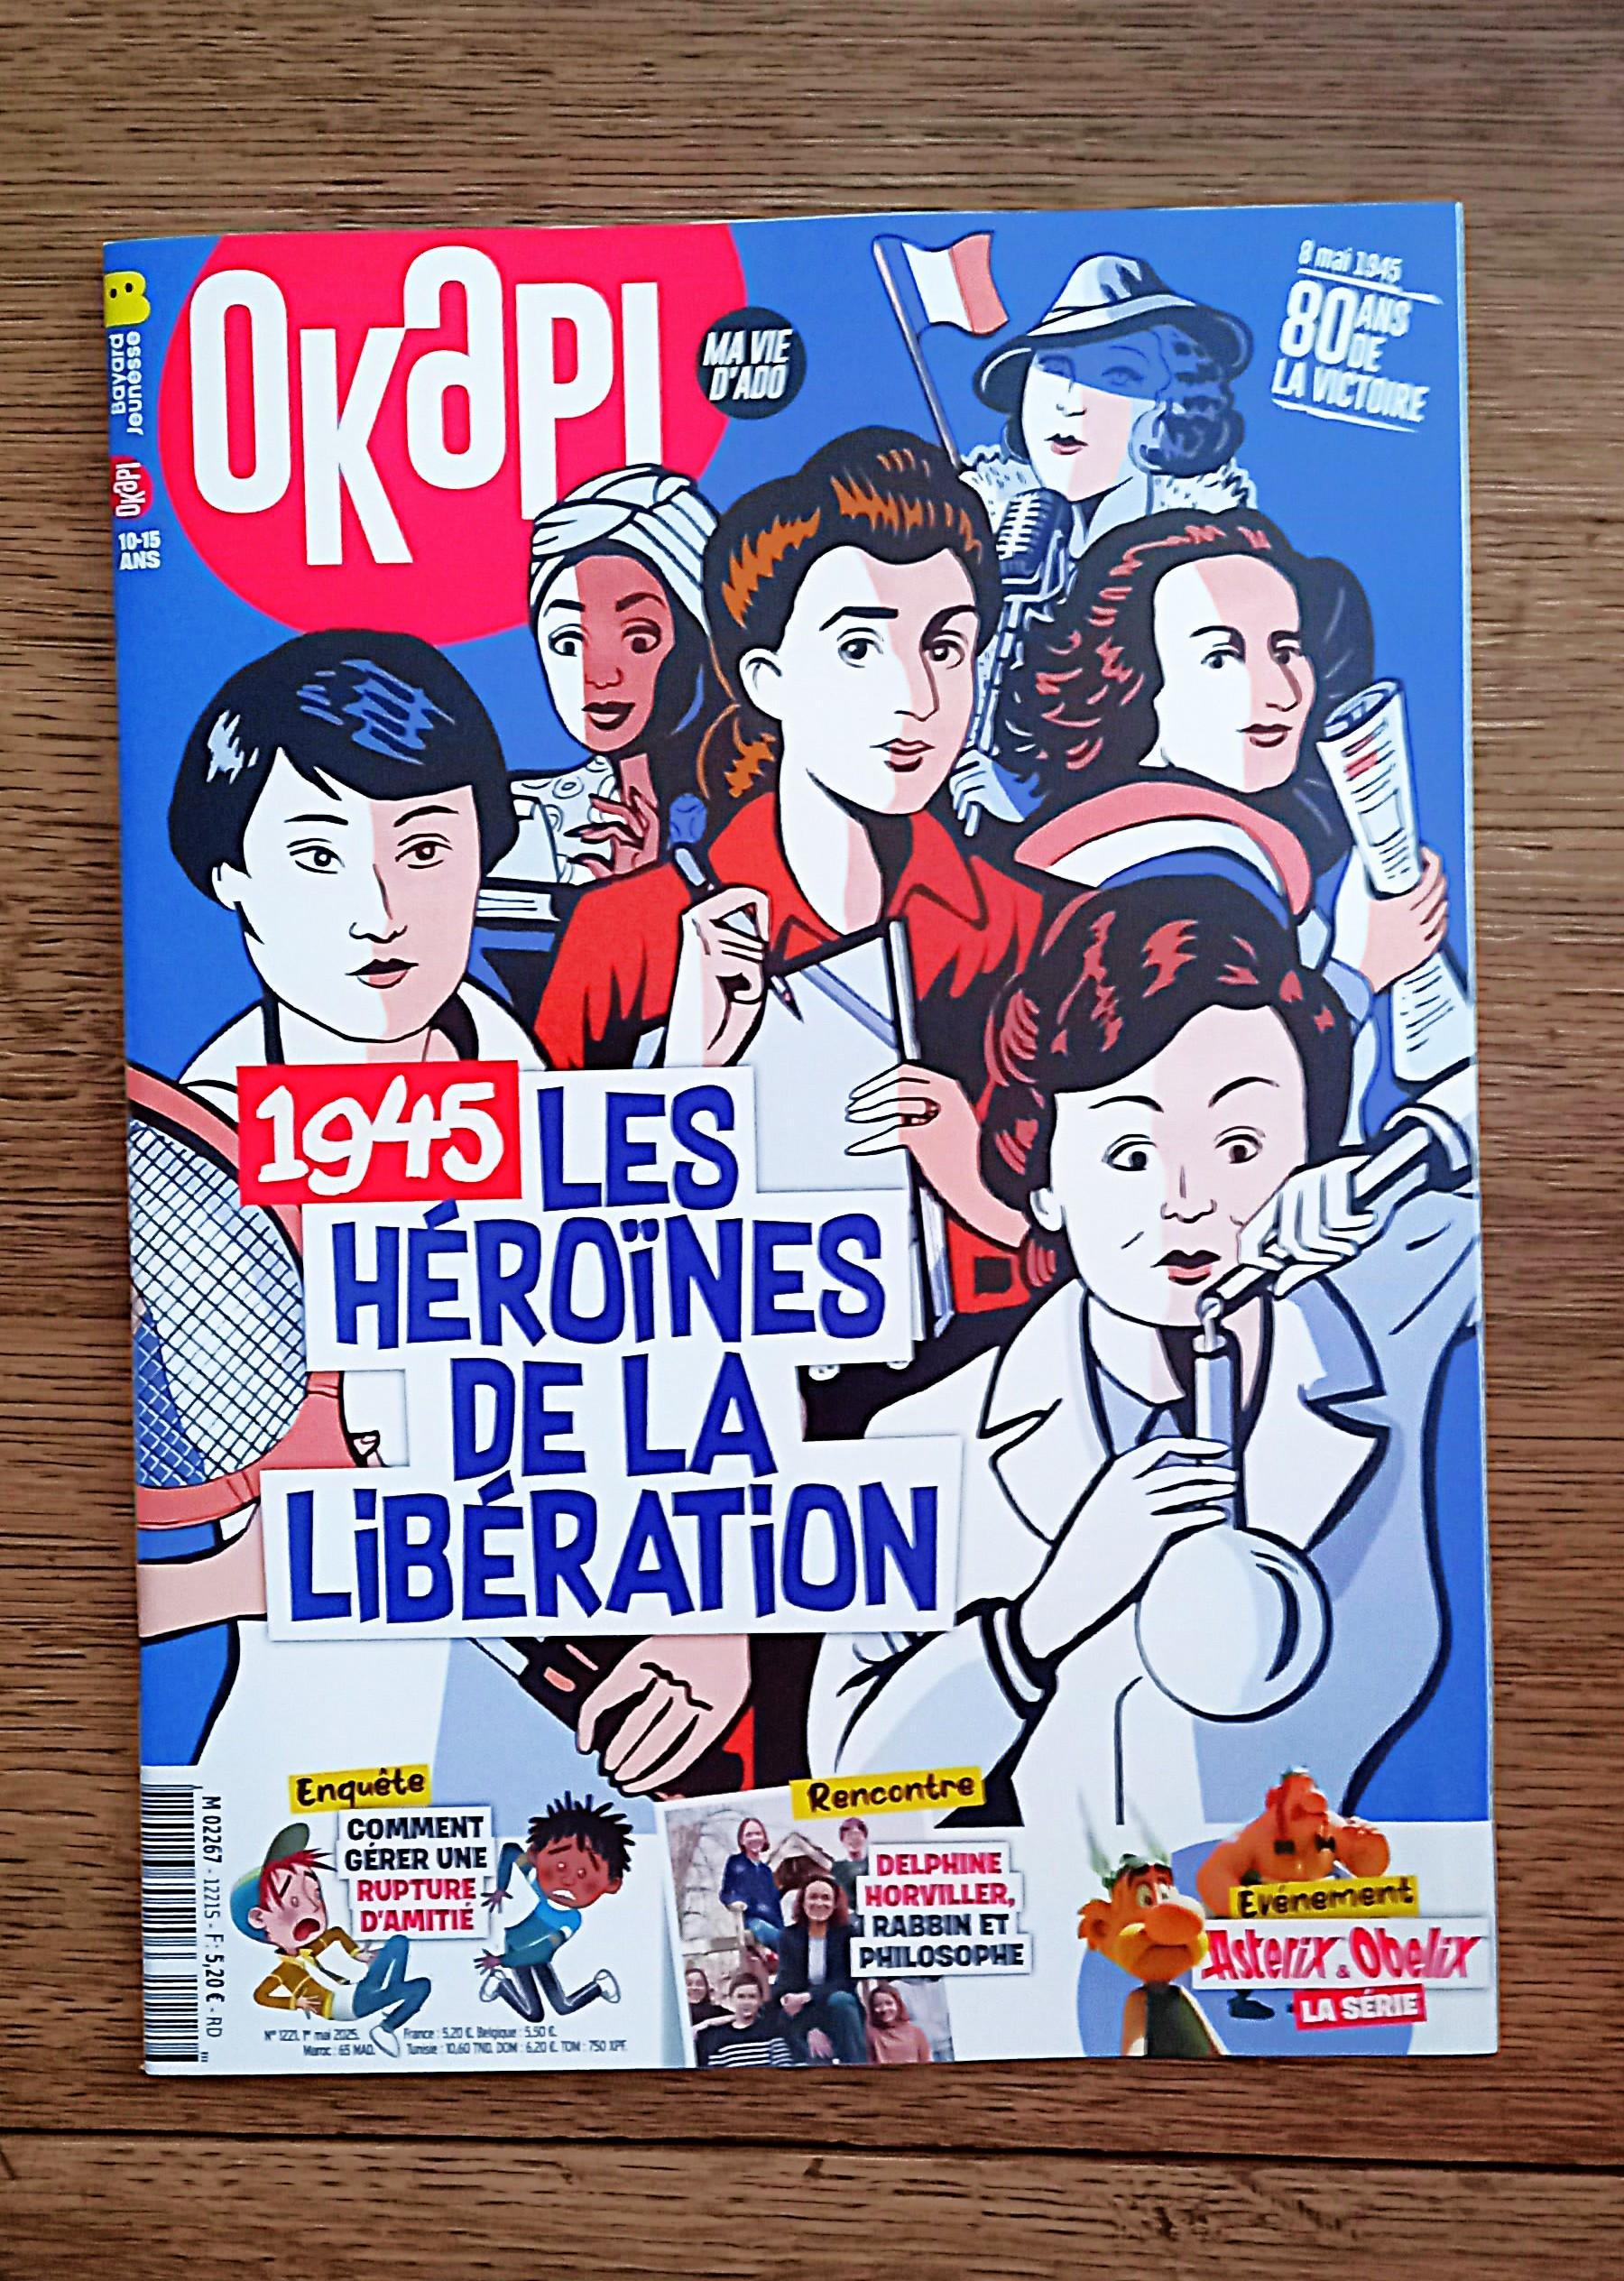 OKAPI
MA VIE
D'ADO
8 mai 1945
80 ANS
DE
LA VICTOIRE
Bayard
Jeunesse
OKAPI
10-15
ANS
1945 LES
HÉROÏNES
DE LA
LIBÉRATION
Enquête
COMMENT
GÉRER UNE
RUPTURE
D'AMITIÉ
Rencontre
DELPHINE
HORVILLER,
RABBIN ET
PHILOSOPHE
Evénement
Asterix & Obelix
LA SÉRIE
M 02267 - 1221S - F: 5,20 € - RD
N° 1221, 1er mai 2025. France : 5,20 €. Belgique : 5,50 €.
Maroc : 65 MAD. Tunisie : 10,60 TND. DOM : 6,20 €. TOM : 750 XPF.